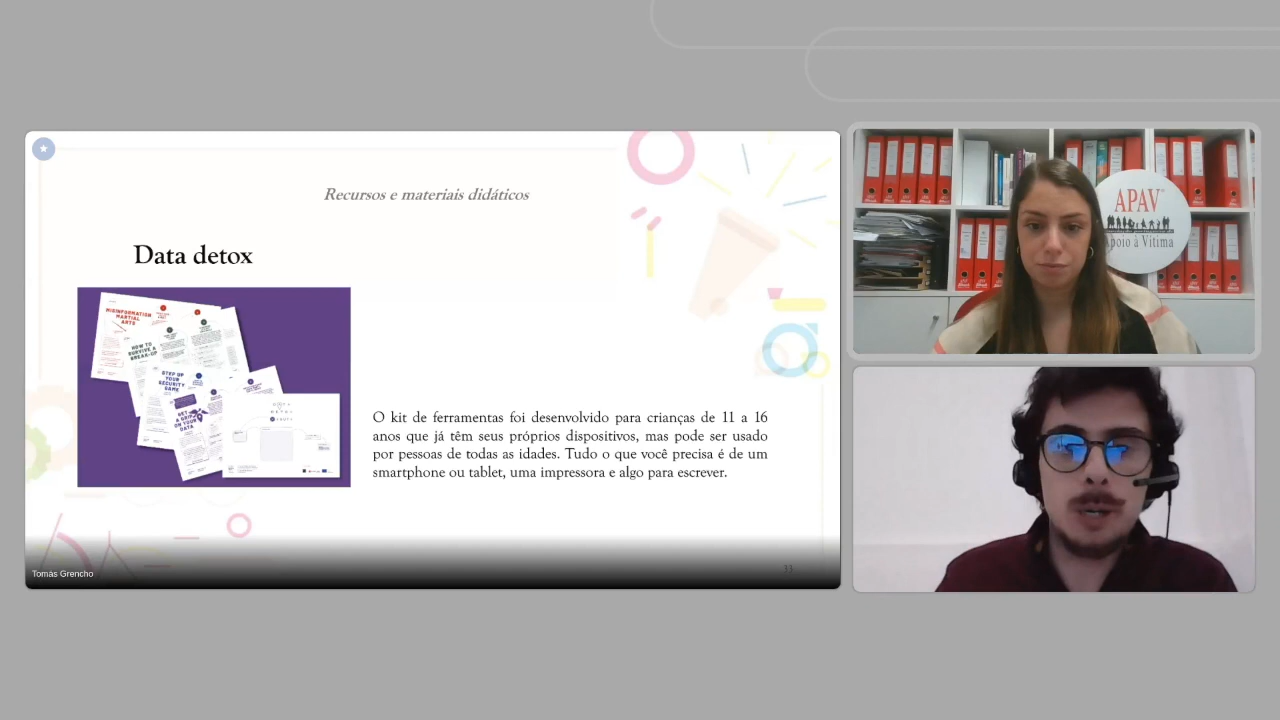 Recursos e materiais didáticos
Data detox
MISINFORMATION
MARTIAL
ARTS
HOW TO
SURVIVE A
BREAK-UP
STEP UP
YOUR
SECURITY
GAME
GET
A GRIP
ON YOUR
DATA
O kit de ferramentas foi desenvolvido para crianças de 11 a 16
anos que já têm seus próprios dispositivos, mas pode ser usado
por pessoas de todas as idades. Tudo o que você precisa é de um
smartphone ou tablet, uma impressora e algo para escrever.
Tomás Grencho
33
APAV
Apoio à Vítima